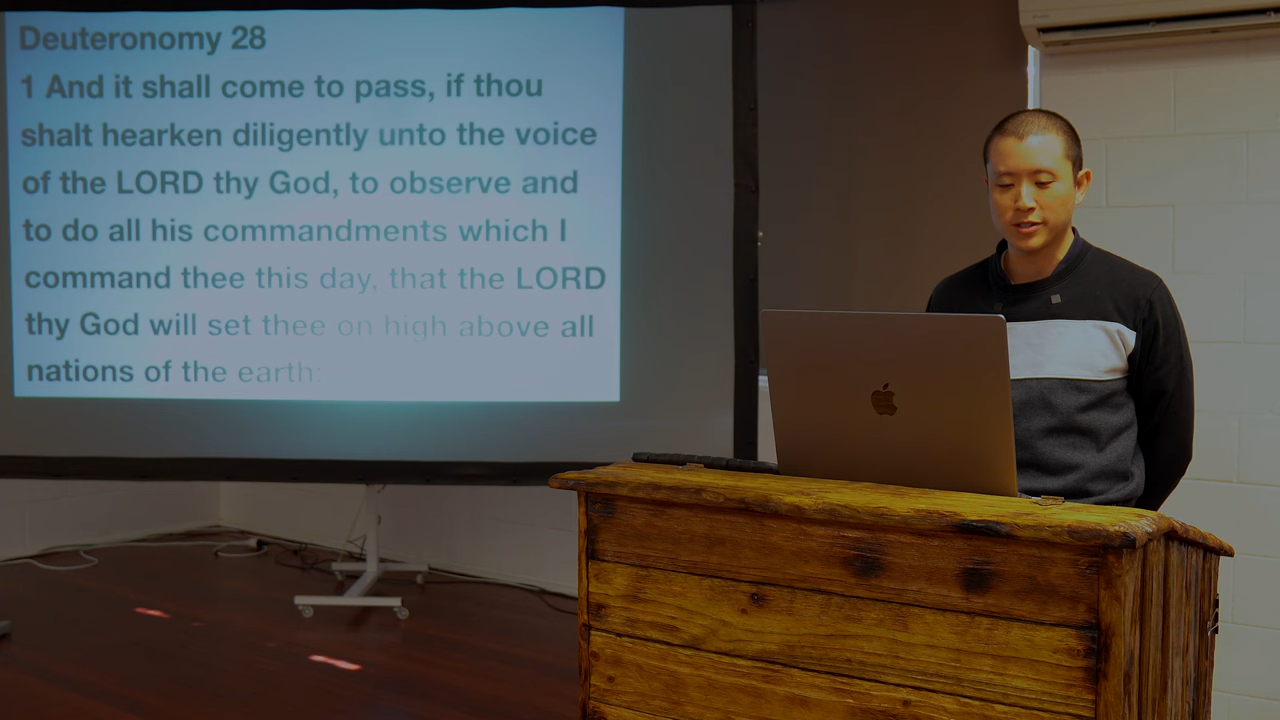 Deuteronomy 28
1 And it shall come to pass, if thou
shalt hearken diligently unto the voice
of the LORD thy God, to observe and
to do all his commandments which I
command thee this day, that the LORD
thy God will set thee on high above all
nations of the earth: